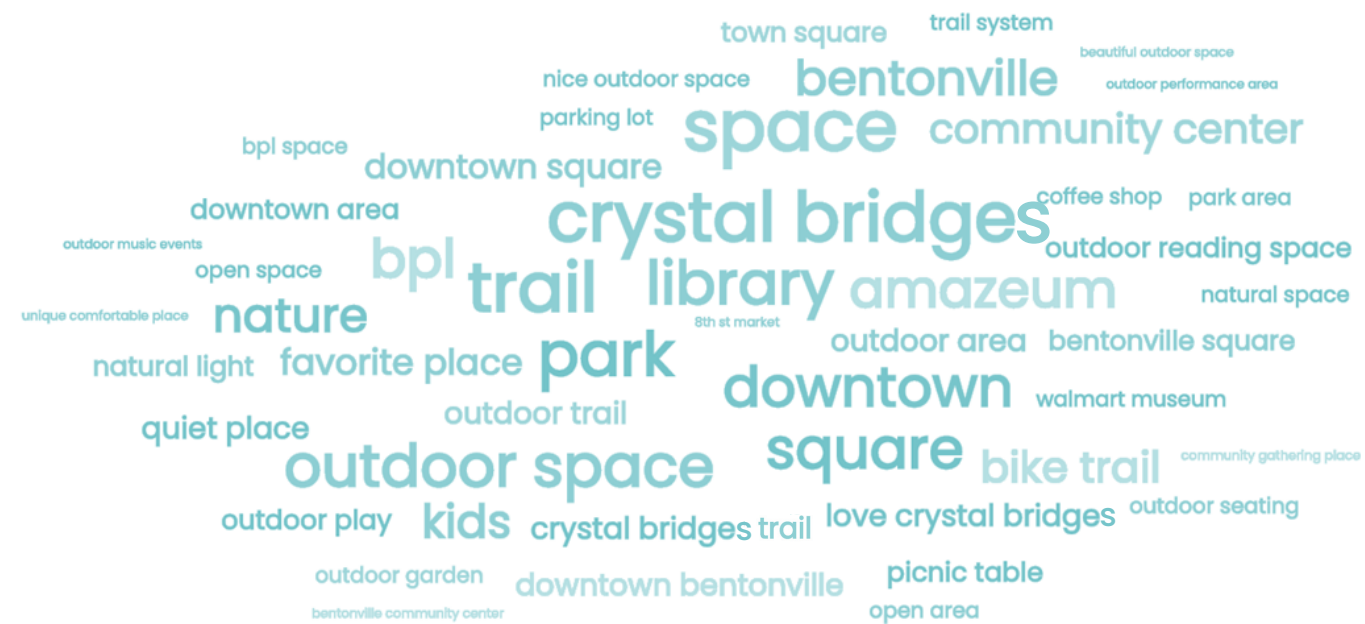 trail system
town square
beautiful outdoor space
nice outdoor space
bentonville
outdoor performance area
parking lot
space
community center
bpl space
downtown square
crystal bridges
coffee shop
park area
downtown area
outdoor music events
bpl
outdoor reading space
open space
trail
library
amazeum
natural space
unique comfortable place
nature
8th st market
natural light
favorite place
park
outdoor area
bentonville square
downtown
walmart museum
outdoor trail
quiet place
outdoor space
square
bike trail
community gathering place
outdoor play
kids
crystal bridges trail
love crystal bridges
outdoor seating
outdoor garden
downtown bentonville
picnic table
bentonville community center
open area